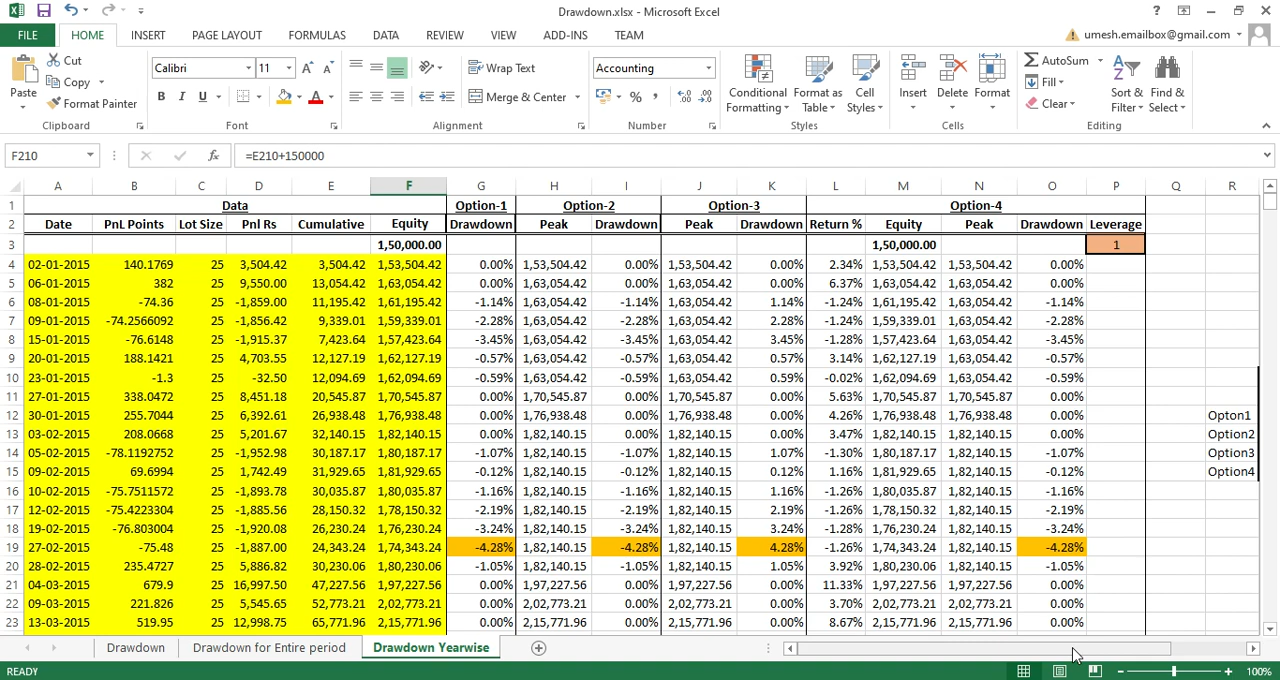 Drawdown.xlsx - Microsoft Excel
FILE HOME INSERT PAGE LAYOUT FORMULAS DATA REVIEW VIEW ADD-INS TEAM umesh.emailbox@gmail.com
Paste Cut Copy Format Painter Calibri 11 B I U Wrap Text Merge & Center Accounting % Conditional Formatting Format as Table Cell Styles Insert Delete Format AutoSum Fill Clear Sort & Filter Find & Select
Clipboard Font Alignment Number Styles Cells Editing
F210 fx =E210+150000
A B C D E F G H I J K L M N O P Q R
1 Data Option-1 Option-2 Option-3 Option-4
2 Date PnL Points Lot Size Pnl Rs Cumulative Equity Drawdown Peak Drawdown Peak Drawdown Return % Equity Peak Drawdown Leverage
3 1,50,000.00 1,50,000.00 1
4 02-01-2015 140.1769 25 3,504.42 3,504.42 1,53,504.42 0.00% 1,53,504.42 0.00% 1,53,504.42 0.00% 2.34% 1,53,504.42 1,53,504.42 0.00%
5 06-01-2015 382 25 9,550.00 13,054.42 1,63,054.42 0.00% 1,63,054.42 0.00% 1,63,054.42 0.00% 6.37% 1,63,054.42 1,63,054.42 0.00%
6 08-01-2015 -74.36 25 -1,859.00 11,195.42 1,61,195.42 -1.14% 1,63,054.42 -1.14% 1,63,054.42 1.14% -1.24% 1,61,195.42 1,63,054.42 -1.14%
7 09-01-2015 -74.2566092 25 -1,856.42 9,339.01 1,59,339.01 -2.28% 1,63,054.42 -2.28% 1,63,054.42 2.28% -1.24% 1,59,339.01 1,63,054.42 -2.28%
8 15-01-2015 -76.6148 25 -1,915.37 7,423.64 1,57,423.64 -3.45% 1,63,054.42 -3.45% 1,63,054.42 3.45% -1.28% 1,57,423.64 1,63,054.42 -3.45%
9 20-01-2015 188.1421 25 4,703.55 12,127.19 1,62,127.19 -0.57% 1,63,054.42 -0.57% 1,63,054.42 0.57% 3.14% 1,62,127.19 1,63,054.42 -0.57%
10 23-01-2015 -1.3 25 -32.50 12,094.69 1,62,094.69 -0.59% 1,63,054.42 -0.59% 1,63,054.42 0.59% -0.02% 1,62,094.69 1,63,054.42 -0.59%
11 27-01-2015 338.0472 25 8,451.18 20,545.87 1,70,545.87 0.00% 1,70,545.87 0.00% 1,70,545.87 0.00% 5.63% 1,70,545.87 1,70,545.87 0.00%
12 30-01-2015 255.7044 25 6,392.61 26,938.48 1,76,938.48 0.00% 1,76,938.48 0.00% 1,76,938.48 0.00% 4.26% 1,76,938.48 1,76,938.48 0.00% Opton1
13 03-02-2015 208.0668 25 5,201.67 32,140.15 1,82,140.15 0.00% 1,82,140.15 0.00% 1,82,140.15 0.00% 3.47% 1,82,140.15 1,82,140.15 0.00% Option2
14 05-02-2015 -78.1192752 25 -1,952.98 30,187.17 1,80,187.17 -1.07% 1,82,140.15 -1.07% 1,82,140.15 1.07% -1.30% 1,80,187.17 1,82,140.15 -1.07% Option3
15 09-02-2015 69.6994 25 1,742.49 31,929.65 1,81,929.65 -0.12% 1,82,140.15 -0.12% 1,82,140.15 0.12% 1.16% 1,81,929.65 1,82,140.15 -0.12% Option4
16 10-02-2015 -75.7511572 25 -1,893.78 30,035.87 1,80,035.87 -1.16% 1,82,140.15 -1.16% 1,82,140.15 1.16% -1.26% 1,80,035.87 1,82,140.15 -1.16%
17 12-02-2015 -75.4223304 25 -1,885.56 28,150.32 1,78,150.32 -2.19% 1,82,140.15 -2.19% 1,82,140.15 2.19% -1.26% 1,78,150.32 1,82,140.15 -2.19%
18 19-02-2015 -76.803004 25 -1,920.08 26,230.24 1,76,230.24 -3.24% 1,82,140.15 -3.24% 1,82,140.15 3.24% -1.28% 1,76,230.24 1,82,140.15 -3.24%
19 27-02-2015 -75.48 25 -1,887.00 24,343.24 1,74,343.24 -4.28% 1,82,140.15 -4.28% 1,82,140.15 4.28% -1.26% 1,74,343.24 1,82,140.15 -4.28%
20 28-02-2015 235.4727 25 5,886.82 30,230.06 1,80,230.06 -1.05% 1,82,140.15 -1.05% 1,82,140.15 1.05% 3.92% 1,80,230.06 1,82,140.15 -1.05%
21 04-03-2015 679.9 25 16,997.50 47,227.56 1,97,227.56 0.00% 1,97,227.56 0.00% 1,97,227.56 0.00% 11.33% 1,97,227.56 1,97,227.56 0.00%
22 09-03-2015 221.826 25 5,545.65 52,773.21 2,02,773.21 0.00% 2,02,773.21 0.00% 2,02,773.21 0.00% 3.70% 2,02,773.21 2,02,773.21 0.00%
23 13-03-2015 519.95 25 12,998.75 65,771.96 2,15,771.96 0.00% 2,15,771.96 0.00% 2,15,771.96 0.00% 8.67% 2,15,771.96 2,15,771.96 0.00%
Drawdown Drawdown for Entire period Drawdown Yearwise
READY 100%